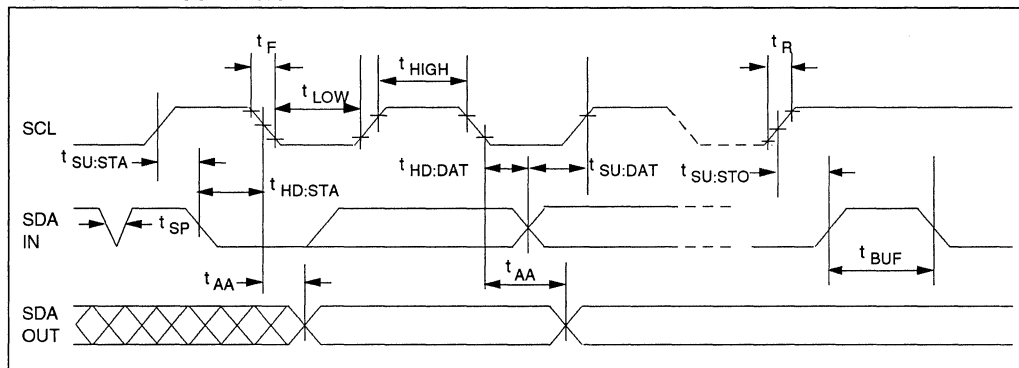 t F
t R
t HIGH
t LOW
SCL
t SU:STA
t HD:STA
t HD:DAT
t SU:DAT
t SU:STO
SDA
IN
t SP
t BUF
t AA
t AA
SDA
OUT